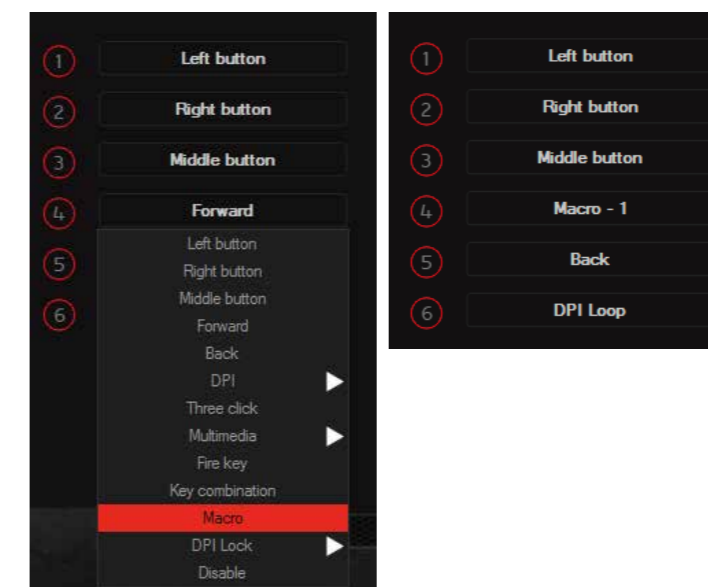 1 Left button
2 Right button
3 Middle button
4 Forward
5
6
Left button
Right button
Middle button
Forward
Back
DPI
Three click
Multimedia
Fire key
Key combination
Macro
DPI Lock
Disable
1 Left button
2 Right button
3 Middle button
4 Macro - 1
5 Back
6 DPI Loop